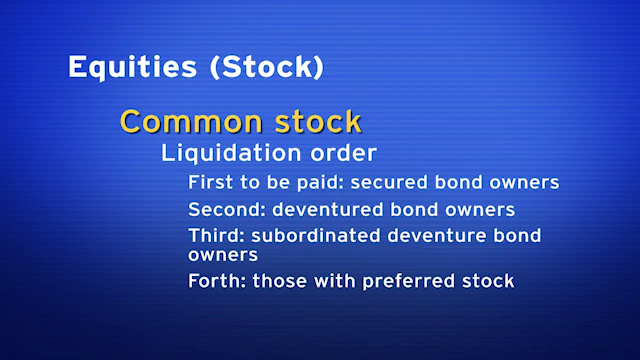 Equities (Stock)
Common stock
Liquidation order
First to be paid: secured bond owners
Second: deventured bond owners
Third: subordinated deventure bond
owners
Forth: those with preferred stock